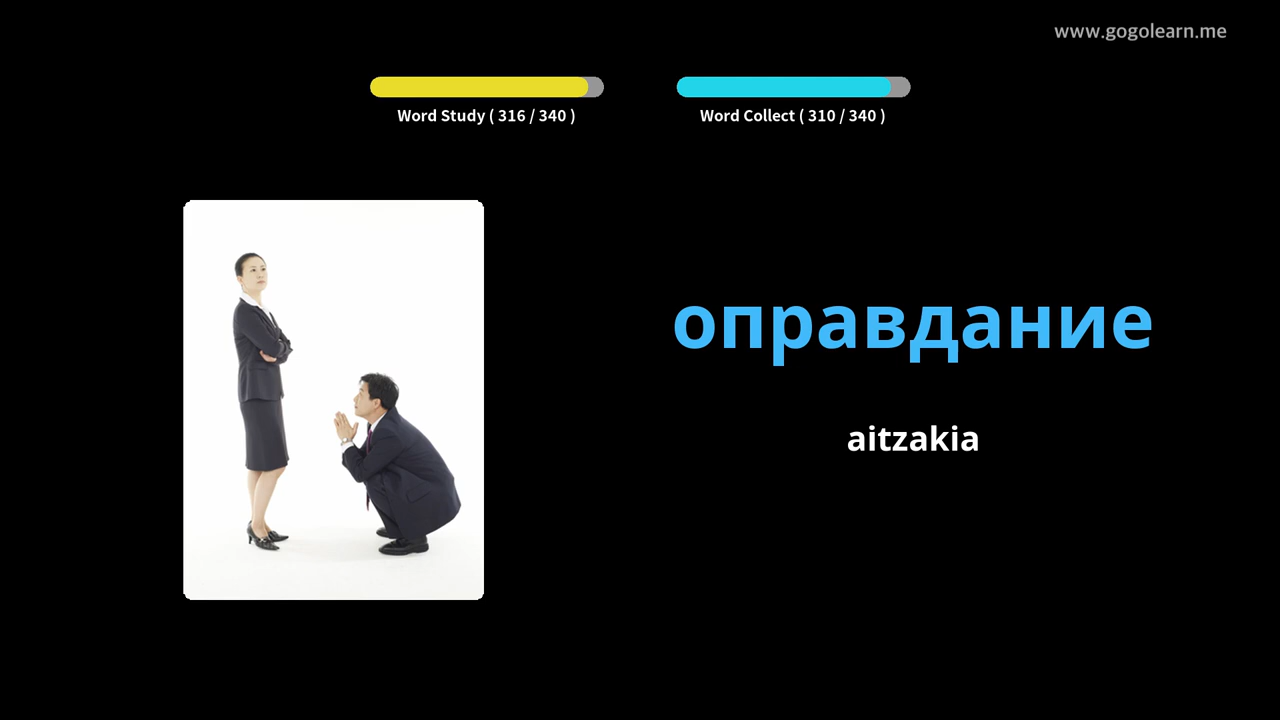 www.gogolearn.me
Word Study ( 316 / 340 )
Word Collect ( 310 / 340 )
оправдание
aitzakia